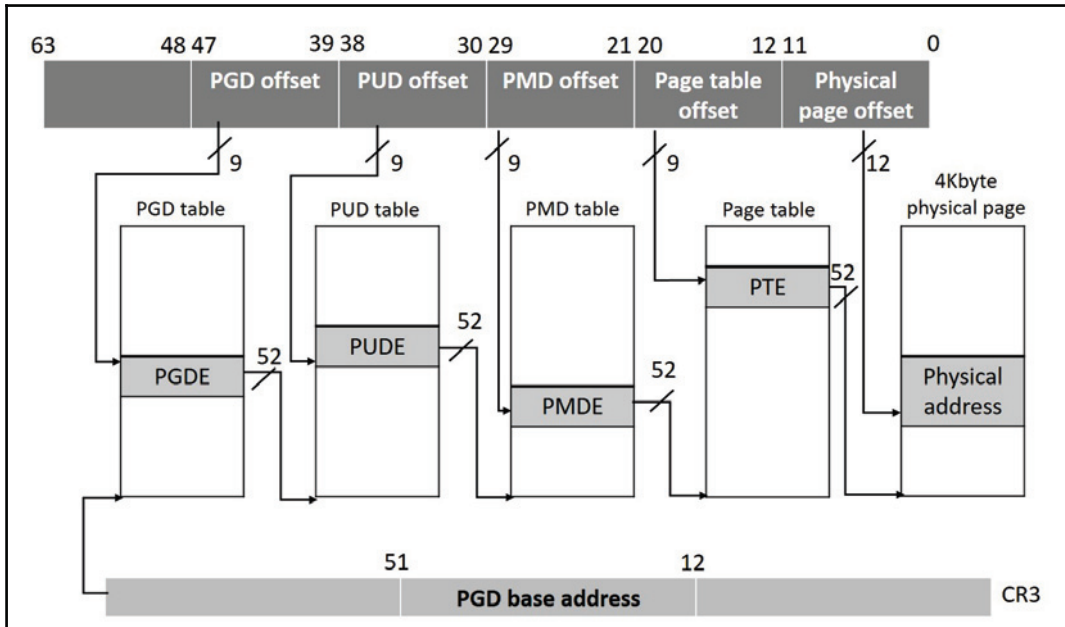 63 48 47 39 38 30 29 21 20 12 11 0
PGD offset PUD offset PMD offset Page table offset Physical page offset
9 9 9 9 12
PGD table PUD table PMD table Page table 4Kbyte physical page
PGDE 52 PUDE 52 PMDE 52 PTE 52 Physical address
51 12
PGD base address CR3